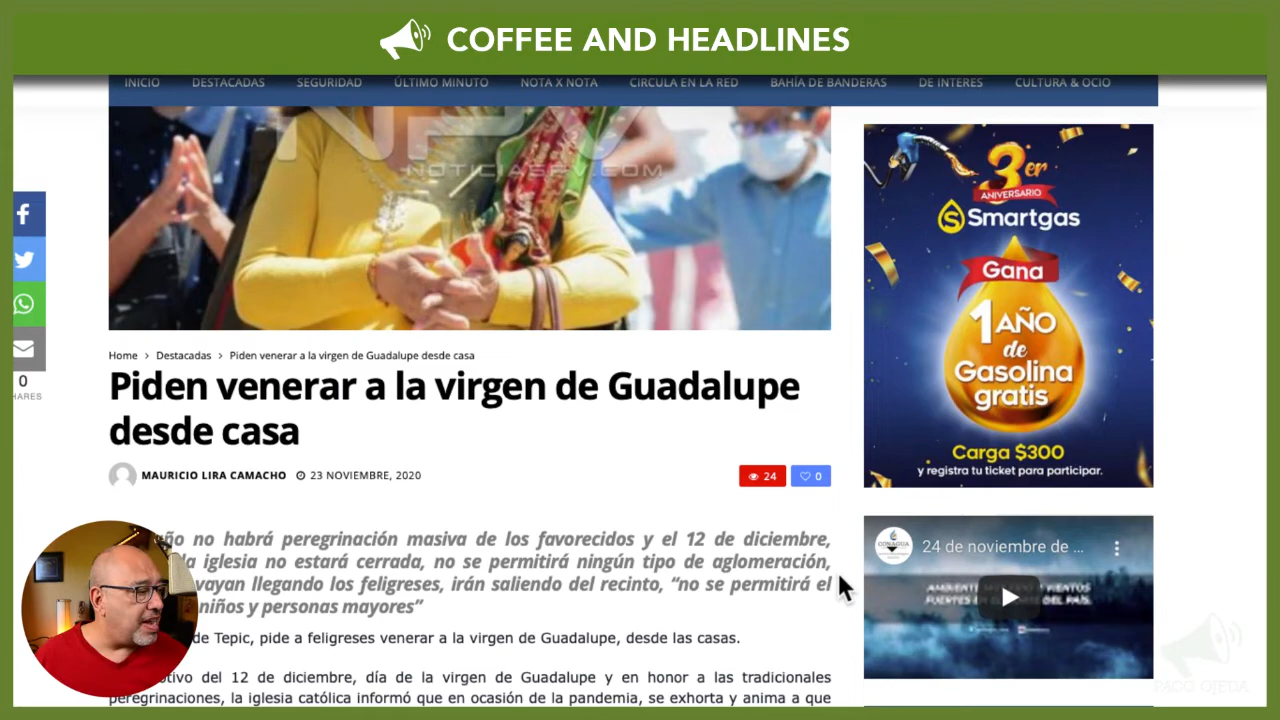 COFFEE AND HEADLINES
INICIO DESTACADAS SEGURIDAD ÚLTIMO MINUTO NOTA X NOTA CIRCULA EN LA RED BAHÍA DE BANDERAS DE INTERES CULTURA & OCIO
NPV
NOTICIASPV.COM
0
HARES
Home > Destacadas > Piden venerar a la virgen de Guadalupe desde casa
Piden venerar a la virgen de Guadalupe
desde casa
MAURICIO LIRA CAMACHO 23 NOVIEMBRE, 2020
24 0
no habrá peregrinación masiva de los favorecidos y el 12 de diciembre,
la iglesia no estará cerrada, no se permitirá ningún tipo de aglomeración,
vayan llegando los feligreses, irán saliendo del recinto, “no se permitirá el
niños y personas mayores”
de Tepic, pide a feligreses venerar a la virgen de Guadalupe, desde las casas.
del 12 de diciembre, día de la virgen de Guadalupe y en honor a las tradicionales
peregrinaciones, la iglesia católica informó que en ocasión de la pandemia, se exhorta y anima a que
3er
ANIVERSARIO
Smartgas
Gana
1 AÑO
de
Gasolina
gratis
Carga $300
y registra tu ticket para participar.
CONAGUA
24 de noviembre de ...
PACO OJEDA